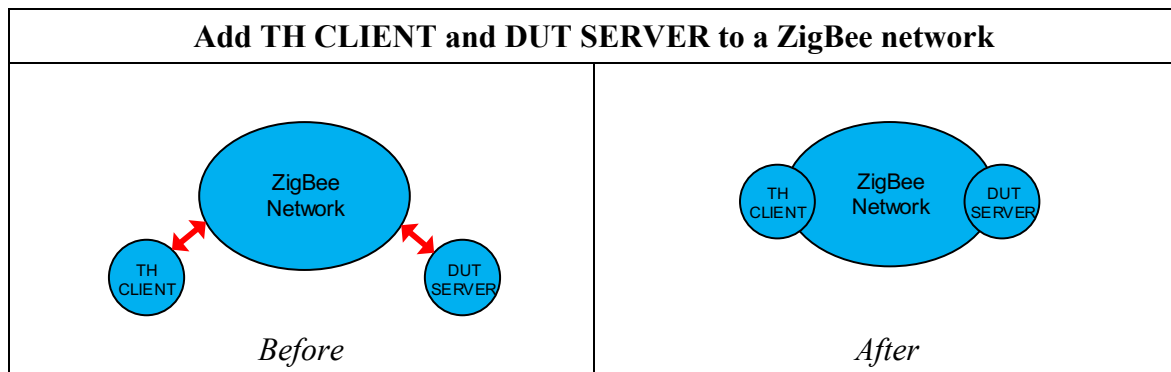 Add TH CLIENT and DUT SERVER to a ZigBee network
ZigBee
Network
TH
CLIENT
DUT
SERVER
Before
TH
CLIENT
ZigBee
Network
DUT
SERVER
After